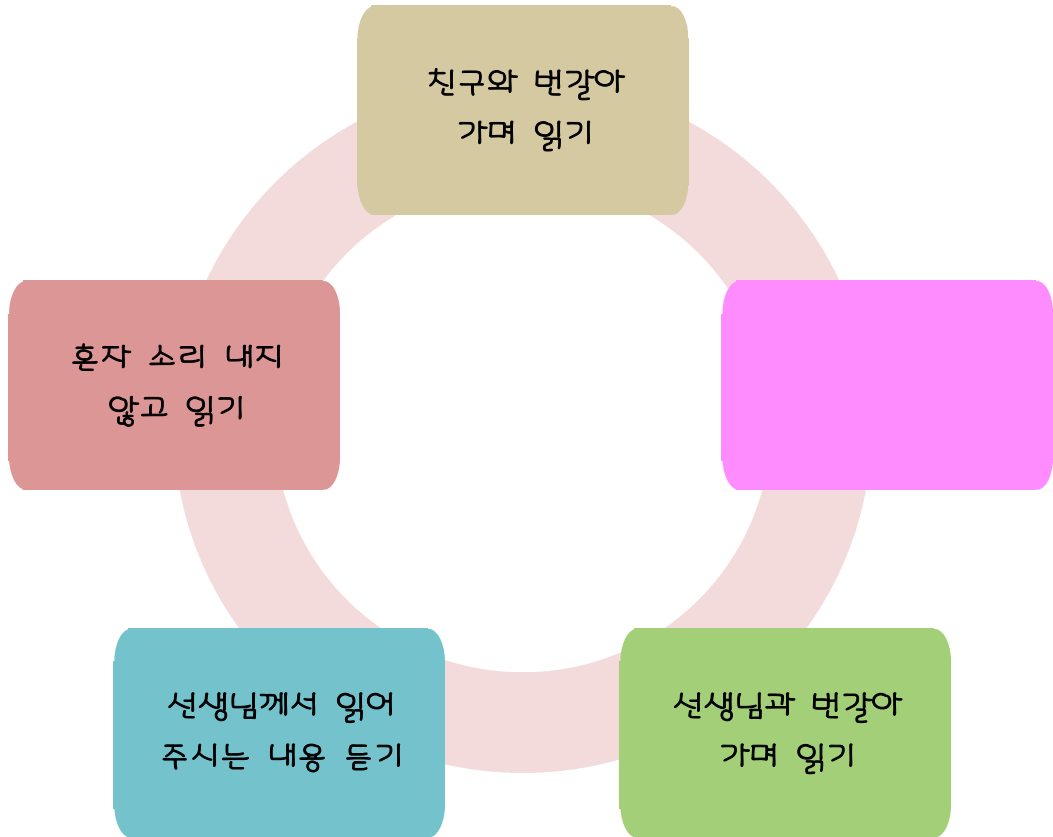 친구와 번갈아
가며 읽기
혼자 소리 내지
않고 읽기
선생님께서 읽어
주시는 내용 듣기
선생님과 번갈아
가며 읽기